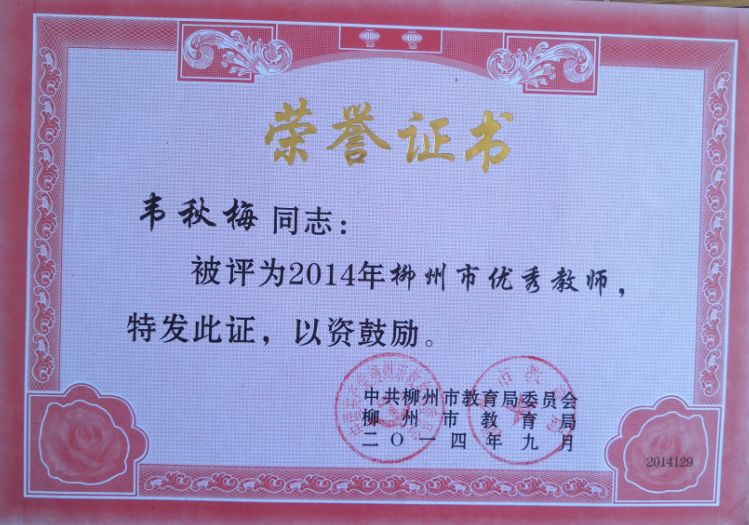 荣誉证书
韦秋梅同志：
被评为2014年柳州市优秀教师，
特发此证，以资鼓励。
中共柳州市教育局委员会
柳州市教育局
二〇一四年九月
2014129